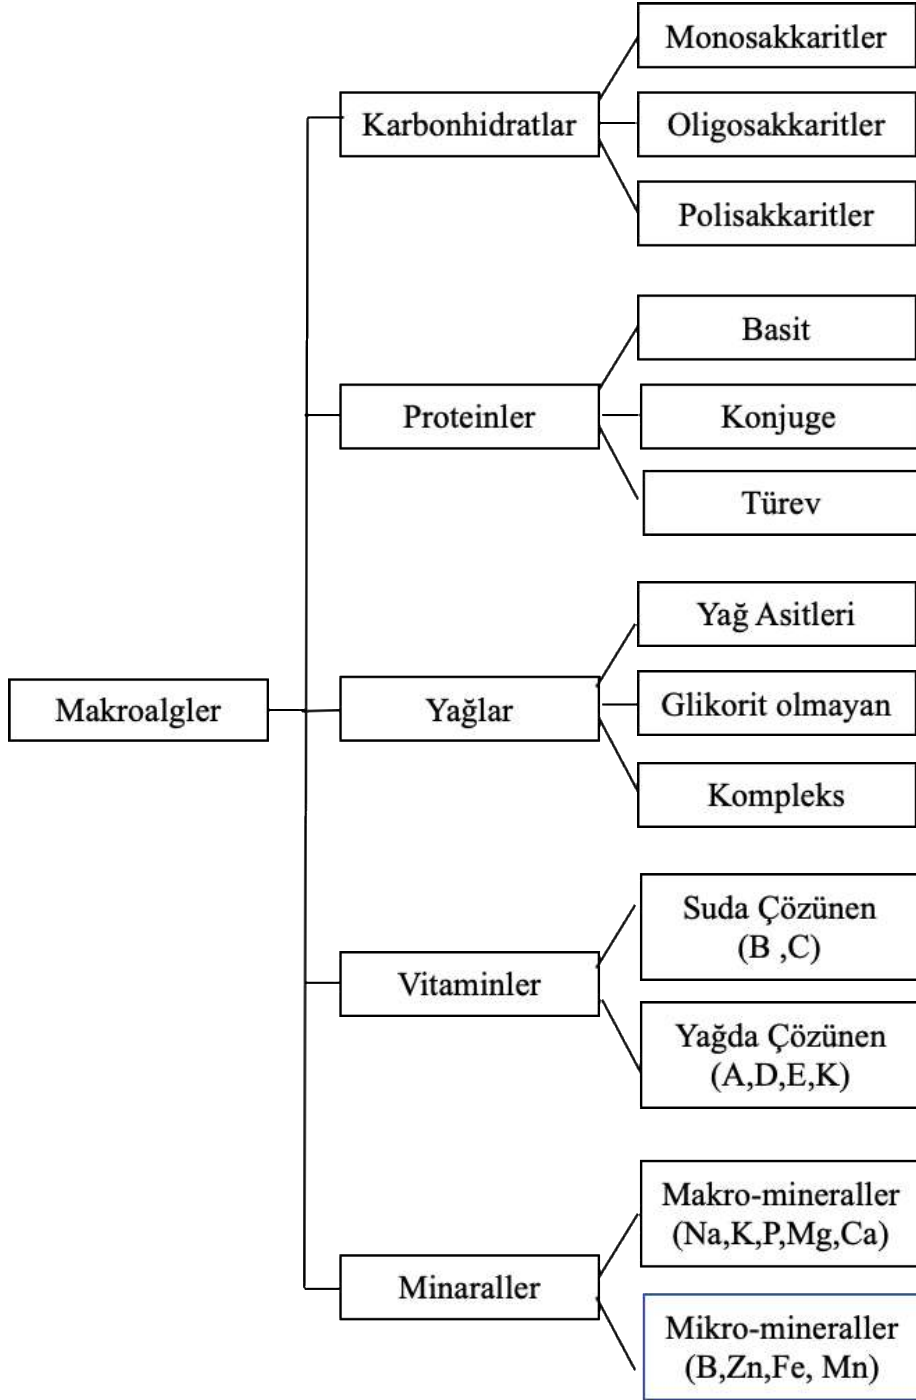 Makroalgler
Karbonhidratlar
Monosakkaritler
Oligosakkaritler
Polisakkaritler
Proteinler
Basit
Konjuge
Türev
Yağlar
Yağ Asitleri
Glikorit olmayan
Kompleks
Vitaminler
Suda Çözünen
(B ,C)
Yağda Çözünen
(A,D,E,K)
Minaraller
Makro-mineraller
(Na,K,P,Mg,Ca)
Mikro-mineraller
(B,Zn,Fe, Mn)